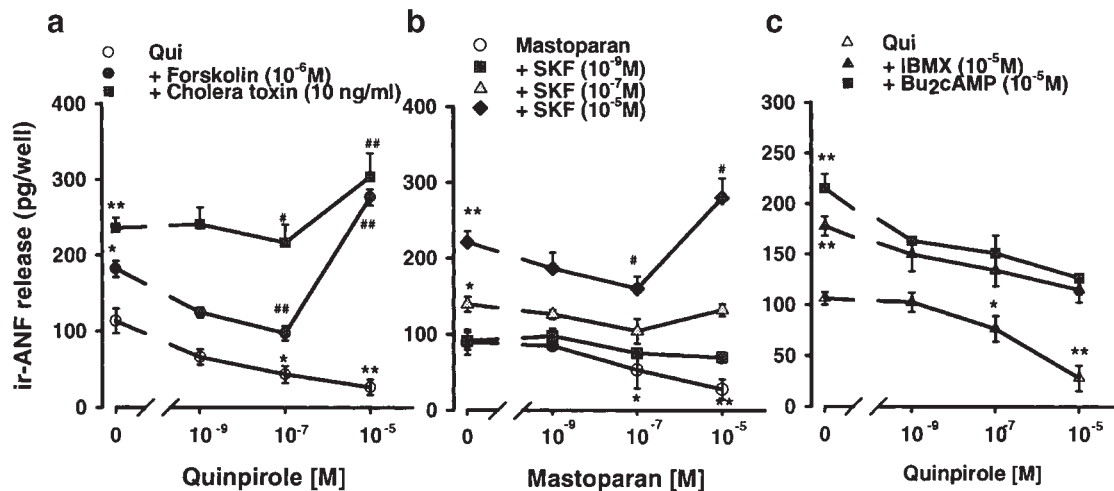 a
Qui
+ Forskolin (10-6M)
+ Cholera toxin (10 ng/ml)
ir-ANF release (pg/well)
400
300
200
100
0
**
*
#
##
##
##
*
**
0
10-9
10-7
10-5
Quinpirole [M]
b
Mastoparan
+ SKF (10-9M)
+ SKF (10-7M)
+ SKF (10-5M)
400
300
200
100
0
**
*
#
#
*
**
0
10-9
10-7
10-5
Mastoparan [M]
c
Qui
+ IBMX (10-5M)
+ Bu2cAMP (10-5M)
300
250
200
150
100
50
0
**
**
*
**
0
10-9
10-7
10-5
Quinpirole [M]